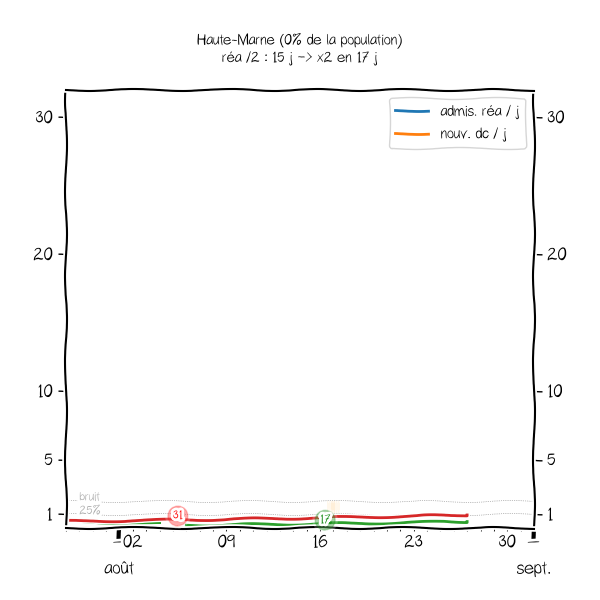 Haute-Marne (0% de la population)
réa /2 : 15 j -> x2 en 17 j
admis. réa / j
nouv. dc / j
30 30
20 20
10 10
5 5
bruit
25%
1 31 17 1
02 09 16 23 30
août sept.